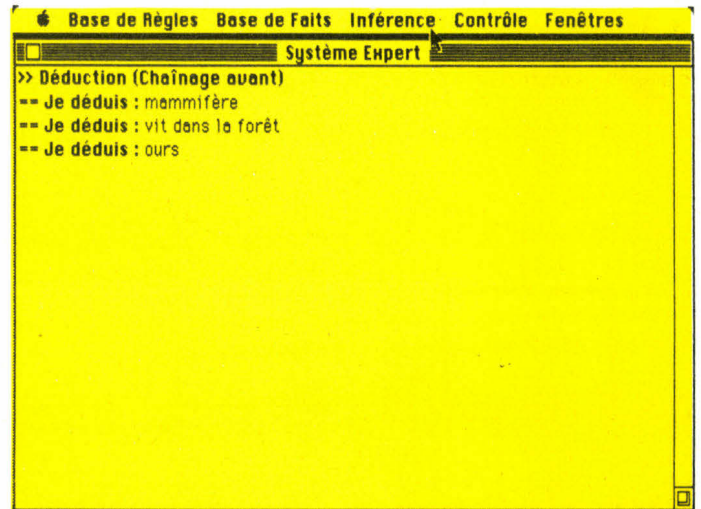 Base de Règles Base de Faits Inférence Contrôle Fenêtres
Système Expert
>> Déduction (Chaînage avant)
== Je déduis : mammifère
== Je déduis : vit dans la forêt
== Je déduis : ours